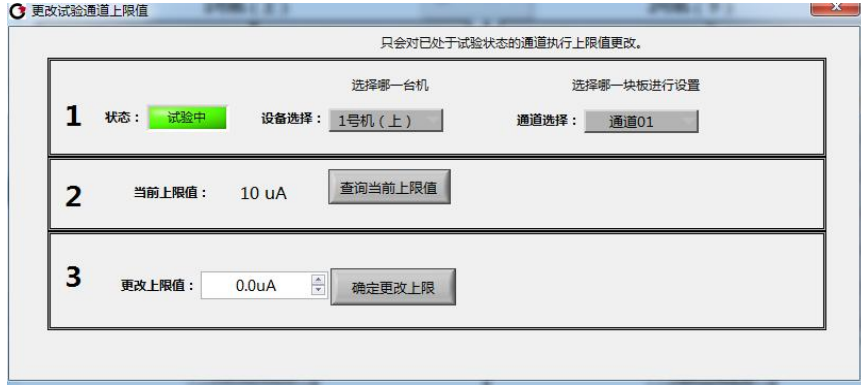 更改试验通道上限值
只会对已处于试验状态的通道执行上限值更改。
选择哪一台机
选择哪一块板进行设置
1
状态：
试验中
设备选择：
1号机（上）
通道选择：
通道01
2
当前上限值：
10 uA
查询当前上限值
3
更改上限值：
0.0uA
确定更改上限